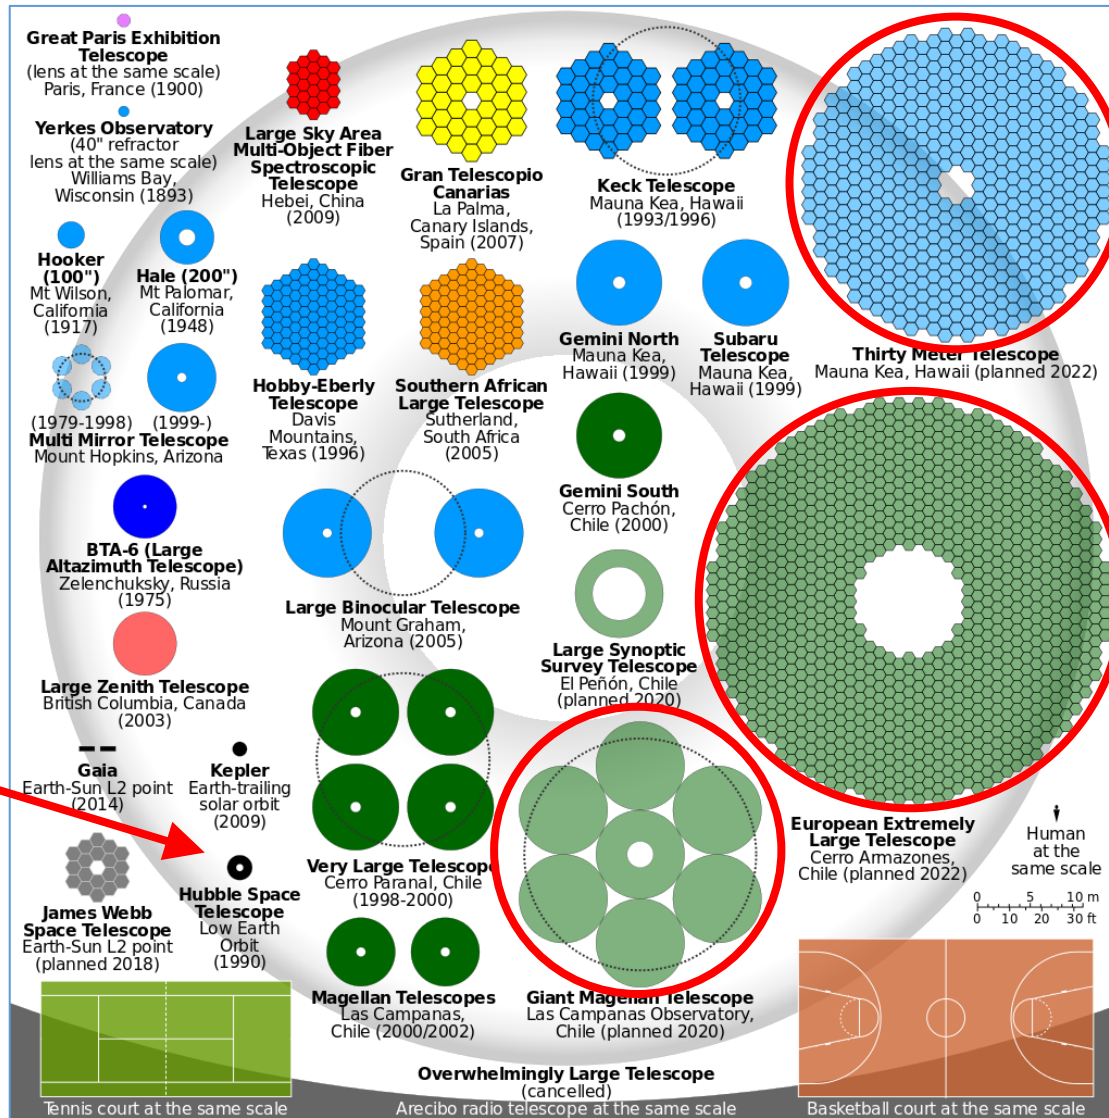 Great Paris Exhibition
Telescope
(lens at the same scale)
Paris, France (1900)
Yerkes Observatory
(40" refractor
lens at the same scale)
Williams Bay,
Wisconsin (1893)
Hooker
(100")
Mt Wilson,
California
(1917)
Hale (200")
Mt Palomar,
California
(1948)
(1979-1998)
(1999-)
Multi Mirror Telescope
Mount Hopkins, Arizona
BTA-6 (Large
Altazimuth Telescope)
Zelenchuksky, Russia
(1975)
Large Zenith Telescope
British Columbia, Canada
(2003)
Gaia
Earth-Sun L2 point
(2014)
Kepler
Earth-trailing
solar orbit
(2009)
James Webb
Space Telescope
Earth-Sun L2 point
(planned 2018)
Hubble Space
Telescope
Low Earth
Orbit
(1990)
Large Sky Area
Multi-Object Fiber
Spectroscopic
Telescope
Hebei, China
(2009)
Gran Telescopio
Canarias
La Palma,
Canary Islands,
Spain (2007)
Keck Telescope
Mauna Kea, Hawaii
(1993/1996)
Hobby-Eberly
Telescope
Davis
Mountains,
Texas (1996)
Southern African
Large Telescope
Sutherland,
South Africa
(2005)
Gemini North
Mauna Kea,
Hawaii (1999)
Subaru
Telescope
Mauna Kea,
Hawaii (1999)
Thirty Meter Telescope
Mauna Kea, Hawaii (planned 2022)
Gemini South
Cerro Pachón,
Chile (2000)
Large Binocular Telescope
Mount Graham,
Arizona (2005)
Large Synoptic
Survey Telescope
El Peñón, Chile
(planned 2020)
Very Large Telescope
Cerro Paranal, Chile
(1998-2000)
Magellan Telescopes
Las Campanas,
Chile (2000/2002)
Giant Magellan Telescope
Las Campanas Observatory,
Chile (planned 2020)
European Extremely
Large Telescope
Cerro Armazones,
Chile (planned 2022)
Human
at the
same scale
0 5 10 m
0 10 20 30 ft
Overwhelmingly Large Telescope
(cancelled)
Tennis court at the same scale
Arecibo radio telescope at the same scale
Basketball court at the same scale